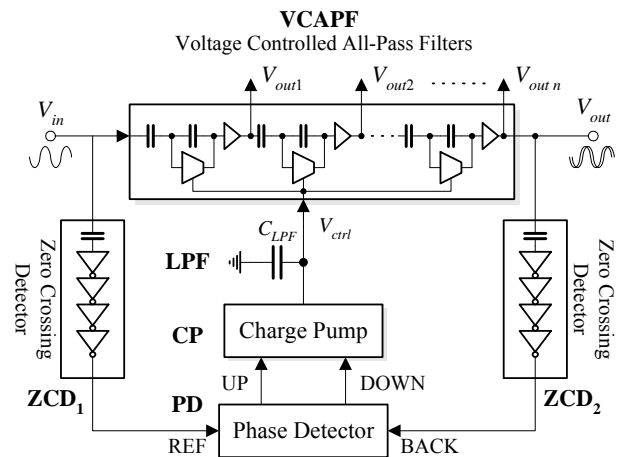 VCAPF
Voltage Controlled All-Pass Filters
Vout1
Vout2
Vout n
Vin
Vout
CLPF
Vctrl
LPF
Zero Crossing
Detector
Zero Crossing
Detector
CP
Charge Pump
UP
DOWN
ZCD1
PD
ZCD2
Phase Detector
REF
BACK